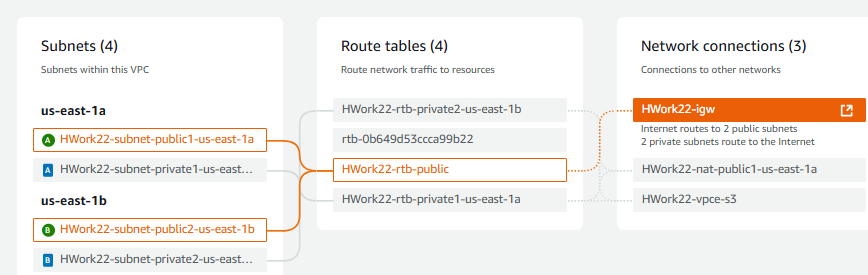 Subnets (4)
Subnets within this VPC
us-east-1a
A HWork22-subnet-public1-us-east-1a
A HWork22-subnet-private1-us-east…
us-east-1b
B HWork22-subnet-public2-us-east-1b
B HWork22-subnet-private2-us-east…
Route tables (4)
Route network traffic to resources
HWork22-rtb-private2-us-east-1b
rtb-0b649d53ccca99b22
HWork22-rtb-public
HWork22-rtb-private1-us-east-1a
Network connections (3)
Connections to other networks
HWork22-igw
Internet routes to 2 public subnets
2 private subnets route to the Internet
HWork22-nat-public1-us-east-1a
HWork22-vpce-s3